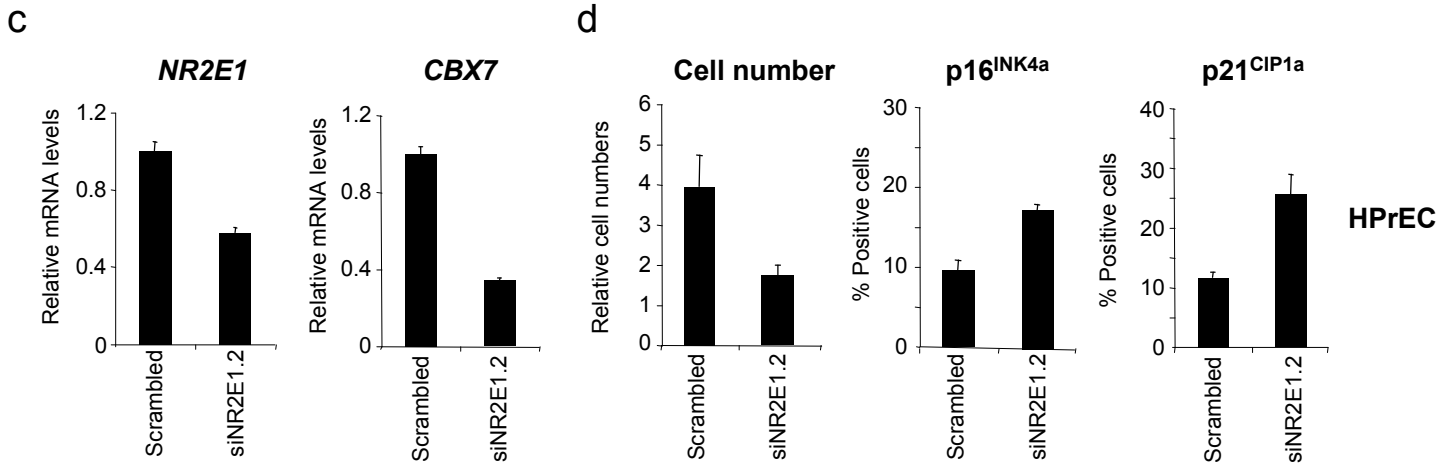 c
NR2E1
Relative mRNA levels
1.2
0.8
0.4
0
Scrambled
siNR2E1.2
CBX7
Relative mRNA levels
1.2
0.8
0.4
0
Scrambled
siNR2E1.2
d
Cell number
Relative cell numbers
6
5
4
3
2
1
0
Scrambled
siNR2E1.2
p16INK4a
% Positive cells
30
20
10
0
Scrambled
siNR2E1.2
p21CIP1a
% Positive cells
40
30
20
10
0
Scrambled
siNR2E1.2
HPrEC